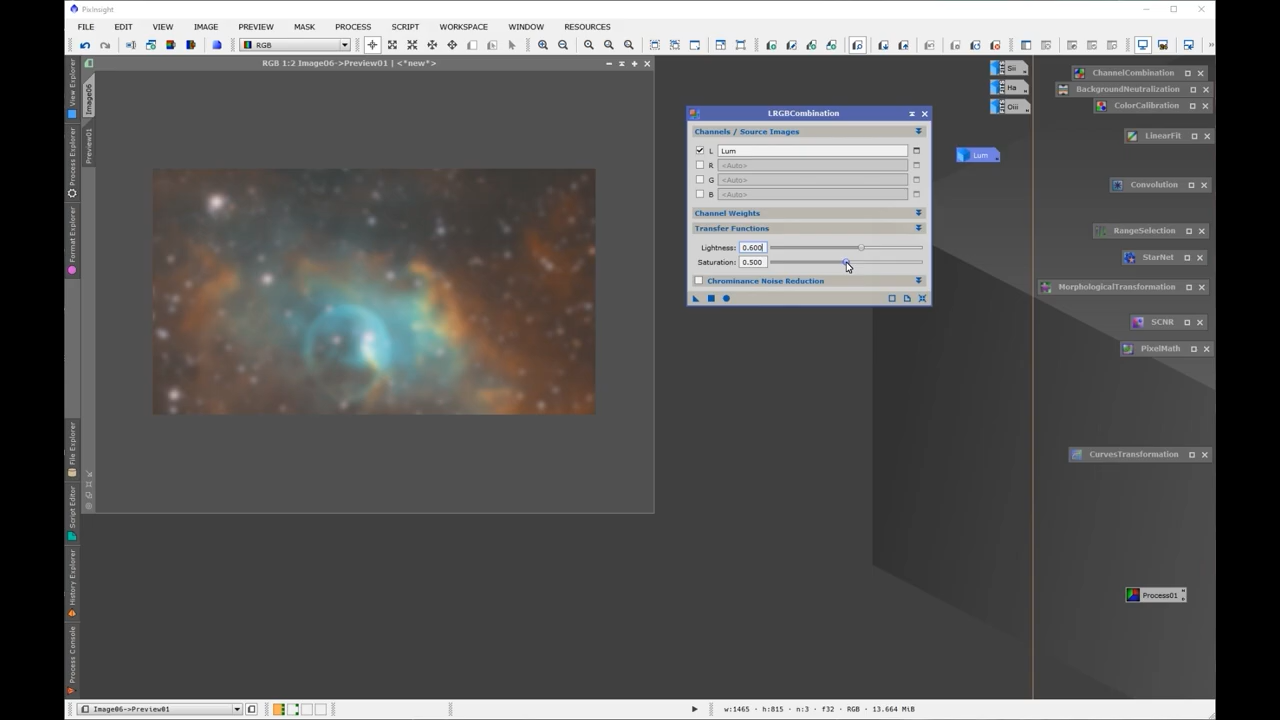 PixInsight
FILE EDIT VIEW IMAGE PREVIEW MASK PROCESS SCRIPT WORKSPACE WINDOW RESOURCES
RGB
RGB 1:2 Image06->Preview01 | <*new*>
View Explorer
Process Explorer
Format Explorer
File Explorer
Script Editor
History Explorer
Process Console
Image06
Preview01
LRGBCombination
Channels / Source Images
L Lum
R <Auto>
G <Auto>
B <Auto>
Channel Weights
Transfer Functions
Lightness: 0.600
Saturation: 0.500
Chrominance Noise Reduction
Sii
Ha
Oiii
Lum
ChannelCombination
BackgroundNeutralization
ColorCalibration
LinearFit
Convolution
RangeSelection
StarNet
MorphologicalTransformation
SCNR
PixelMath
CurvesTransformation
Process01
Image06->Preview01
w:1465 · h:815 · n:3 · f32 · RGB · 13.664 MiB